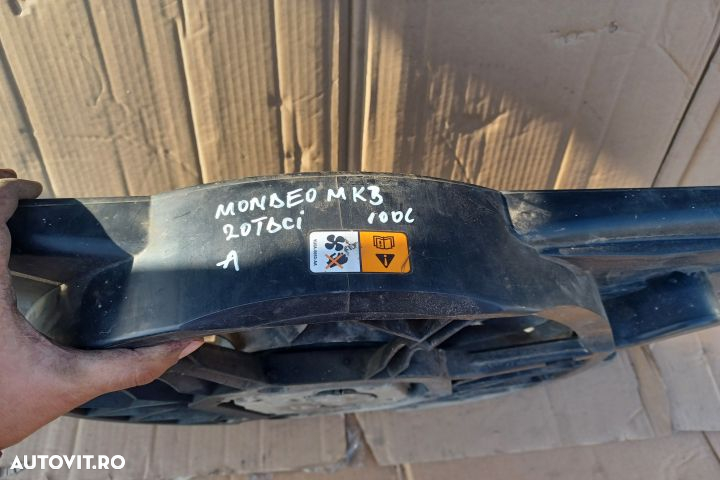 MONDEO MK3
20TDCi 100C
A
AUTOVIT.RO